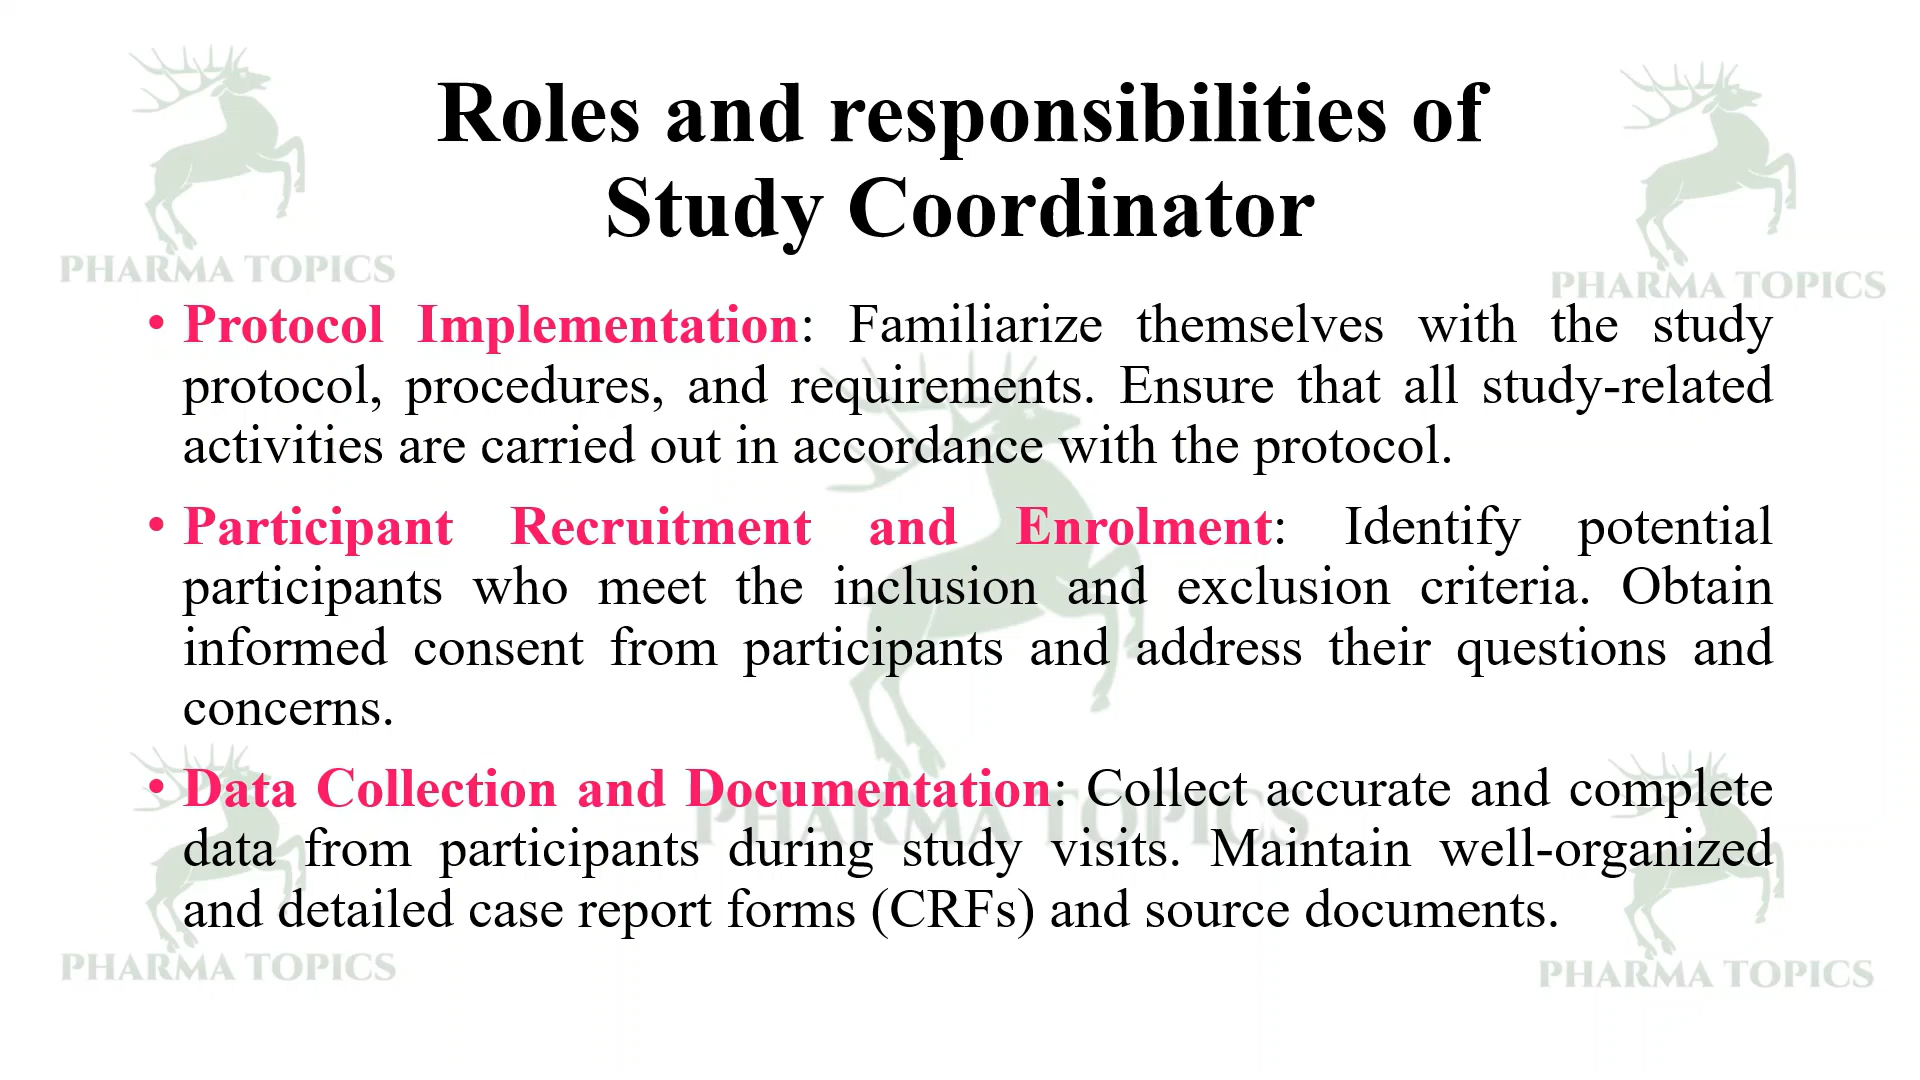 Roles and responsibilities of
Study Coordinator
PHARMA TOPICS
PHARMA TOPICS
• Protocol Implementation: Familiarize themselves with the study
protocol, procedures, and requirements. Ensure that all study-related
activities are carried out in accordance with the protocol.
• Participant Recruitment and Enrolment: Identify potential
participants who meet the inclusion and exclusion criteria. Obtain
informed consent from participants and address their questions and
concerns.
• Data Collection and Documentation: Collect accurate and complete
PHARMA TOPICS
data from participants during study visits. Maintain well-organized
and detailed case report forms (CRFs) and source documents.
PHARMA TOPICS
PHARMA TOPICS